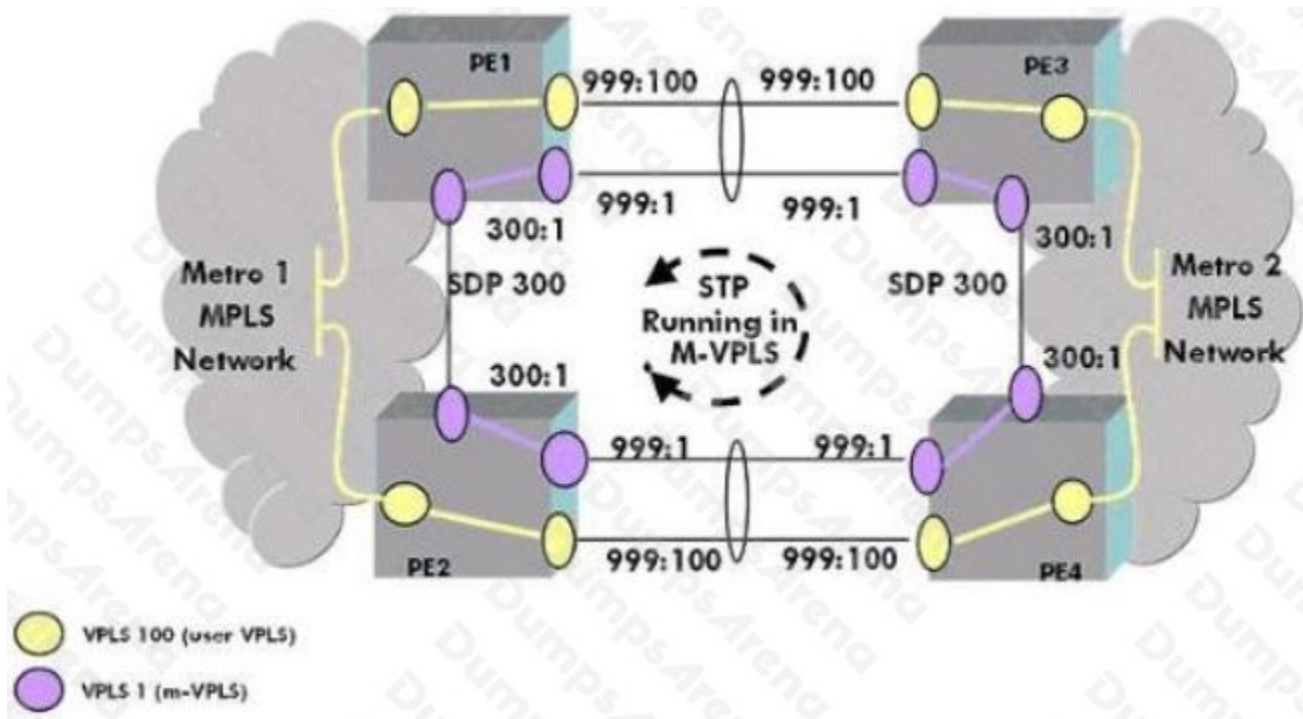 PE1
PE3
999:100
999:100
999:1
999:1
300:1
300:1
Metro 1
MPLS
Network
SDP 300
STP
Running in
M-VPLS
SDP 300
Metro 2
MPLS
Network
300:1
300:1
999:1
999:1
999:100
999:100
PE2
PE4
VPLS 100 (user VPLS)
VPLS 1 (m-VPLS)
DumpsArena